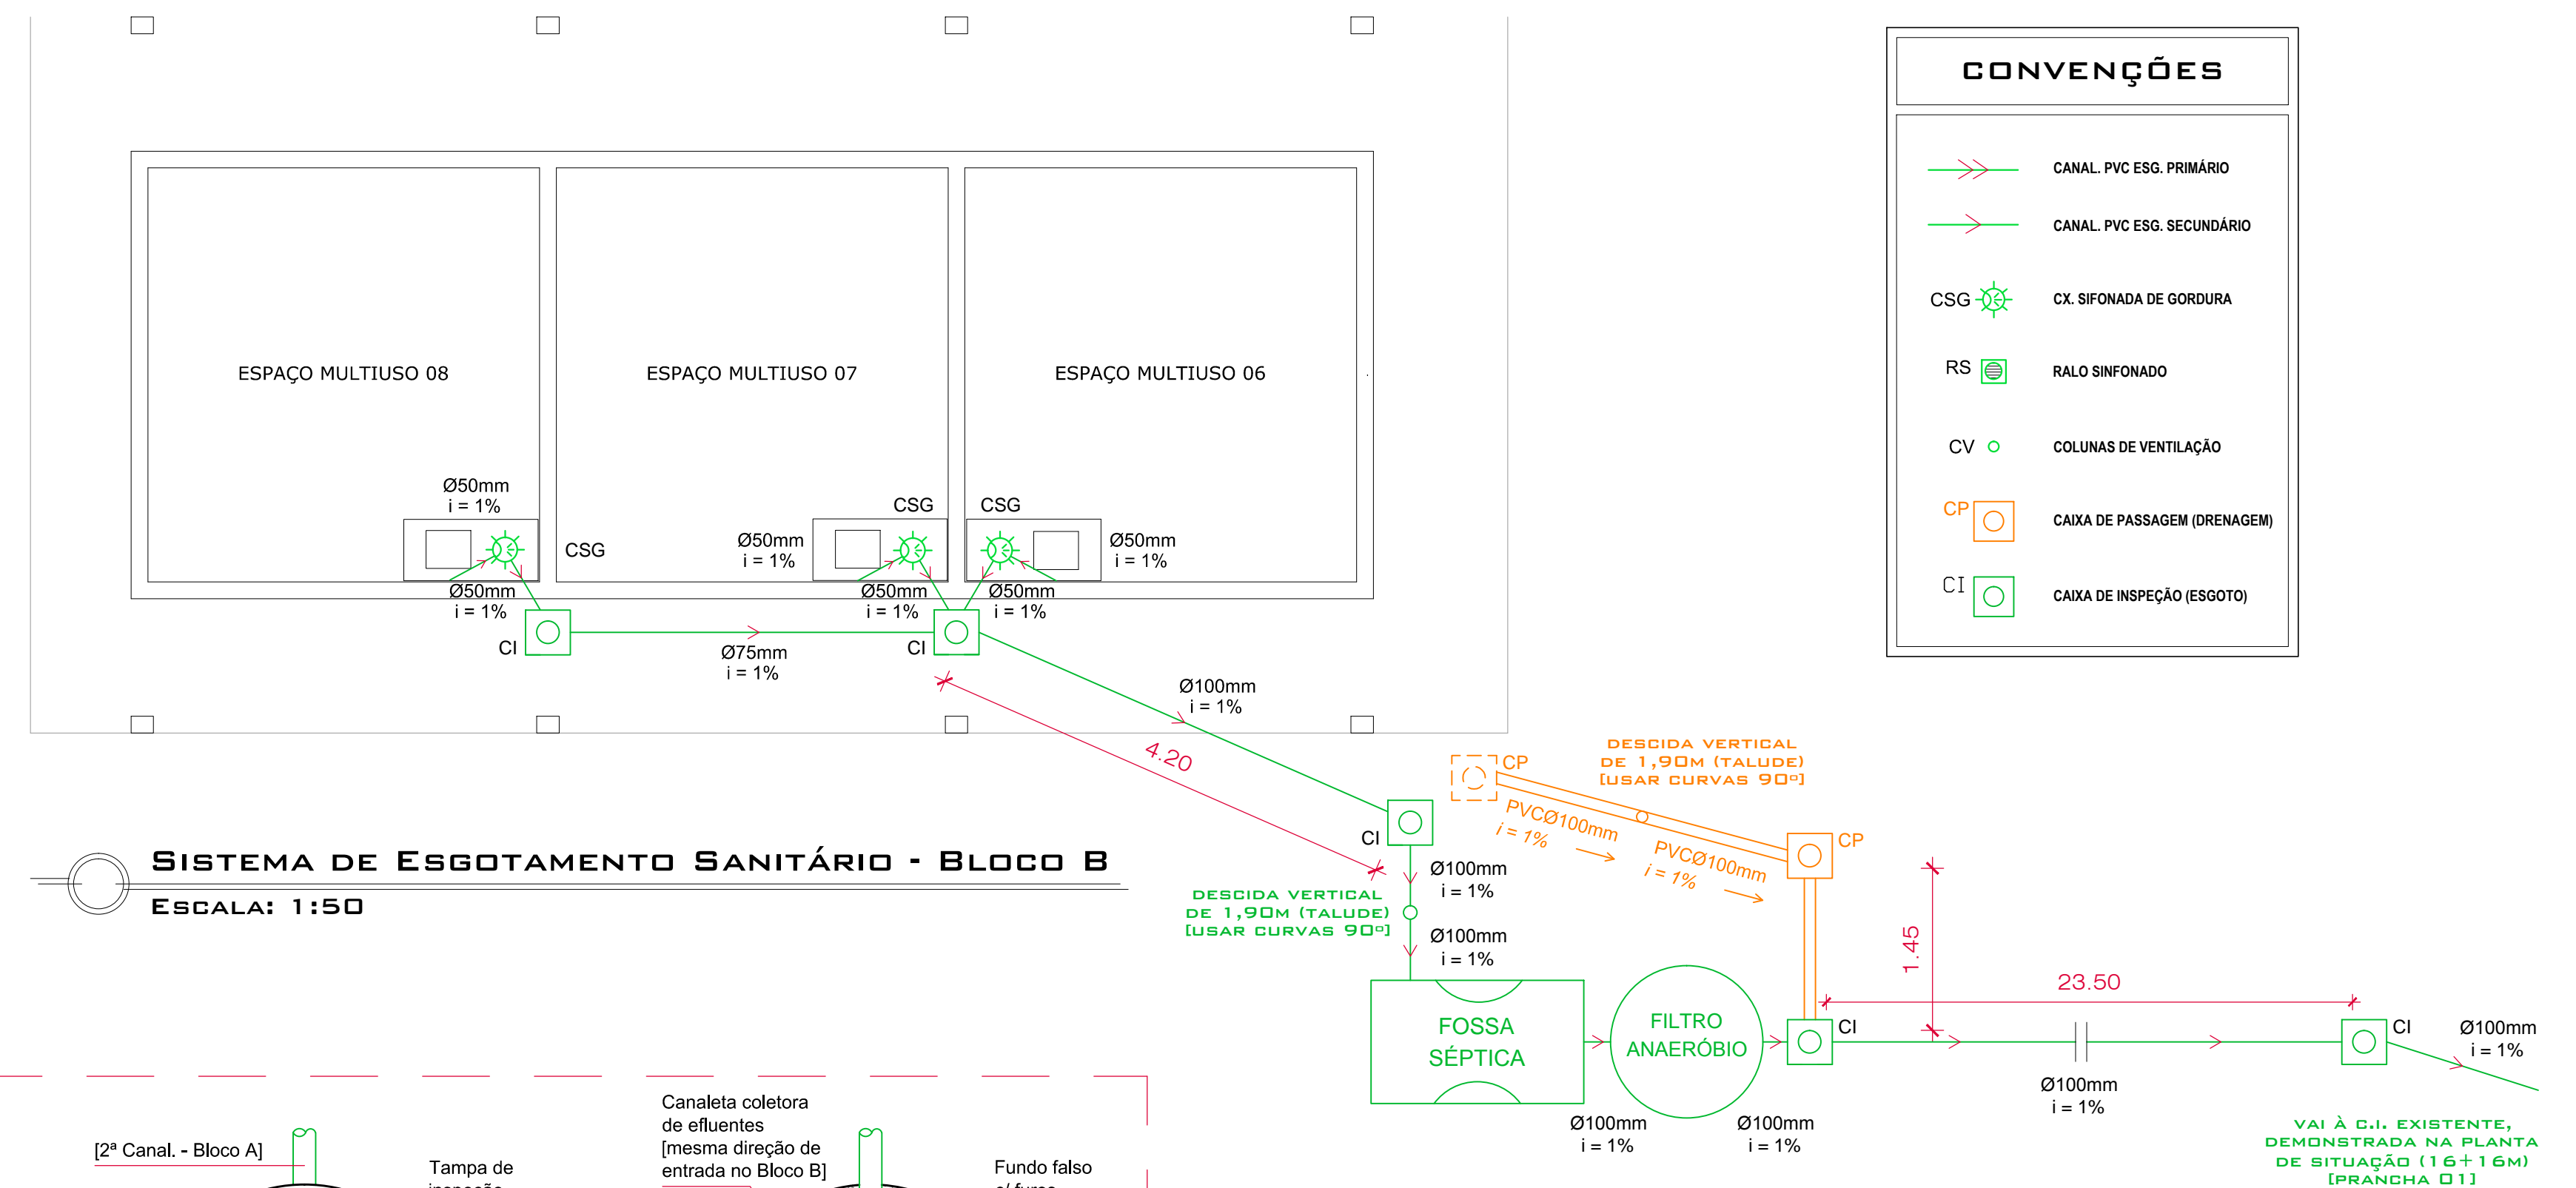 CONVENÇÕES
CANAL. PVC ESG. PRIMÁRIO
CANAL. PVC ESG. SECUNDÁRIO
CSG
CX. SIFONADA DE GORDURA
RS
RALO SINFONADO
CV
COLUNAS DE VENTILAÇÃO
CP
CAIXA DE PASSAGEM (DRENAGEM)
CI
CAIXA DE INSPEÇÃO (ESGOTO)
ESPAÇO MULTIUSO 08
ESPAÇO MULTIUSO 07
ESPAÇO MULTIUSO 06
Ø50mm
i = 1%
CSG
Ø50mm
i = 1%
CSG
Ø50mm
i = 1%
CSG
Ø50mm
i = 1%
Ø50mm
i = 1%
Ø50mm
i = 1%
CI
Ø75mm
i = 1%
CI
Ø100mm
i = 1%
4.20
CI
DESCIDA VERTICAL
DE 1,90M (TALUDE)
[USAR CURVAS 90º]
CP
PVCØ100mm
i = 1%
PVCØ100mm
i = 1%
CP
SISTEMA DE ESGOTAMENTO SANITÁRIO - BLOCO B
ESCALA: 1:50
Ø100mm
i = 1%
DESCIDA VERTICAL
DE 1,90M (TALUDE)
[USAR CURVAS 90º]
Ø100mm
i = 1%
1.45
23.50
FOSSA
SÉPTICA
FILTRO
ANAERÓBIO
CI
CI
Ø100mm
i = 1%
Ø100mm
i = 1%
Ø100mm
i = 1%
Ø100mm
i = 1%
VAI À C.I. EXISTENTE,
DEMONSTRADA NA PLANTA
DE SITUAÇÃO (16+16M)
[PRANCHA 01]
[2ª Canal. - Bloco A]
Tampa de
Canaleta coletora
de efluentes
[mesma direção de
entrada no Bloco B]
Fundo falso